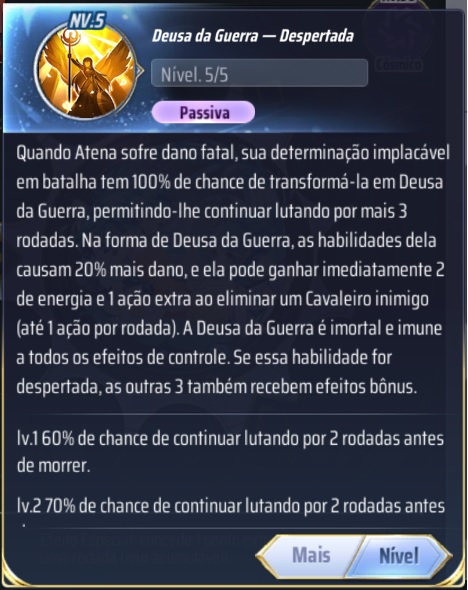 NV.5
Deusa da Guerra — Despertada
Nível. 5/5
Passiva
Quando Atena sofre dano fatal, sua determinação implacável
em batalha tem 100% de chance de transformá-la em Deusa
da Guerra, permitindo-lhe continuar lutando por mais 3
rodadas. Na forma de Deusa da Guerra, as habilidades dela
causam 20% mais dano, e ela pode ganhar imediatamente 2
de energia e 1 ação extra ao eliminar um Cavaleiro inimigo
(até 1 ação por rodada). A Deusa da Guerra é imortal e imune
a todos os efeitos de controle. Se essa habilidade for
despertada, as outras 3 também recebem efeitos bônus.
lv.1 60% de chance de continuar lutando por 2 rodadas antes
de morrer.
lv.2 70% de chance de continuar lutando por 2 rodadas antes
Mais
Nível